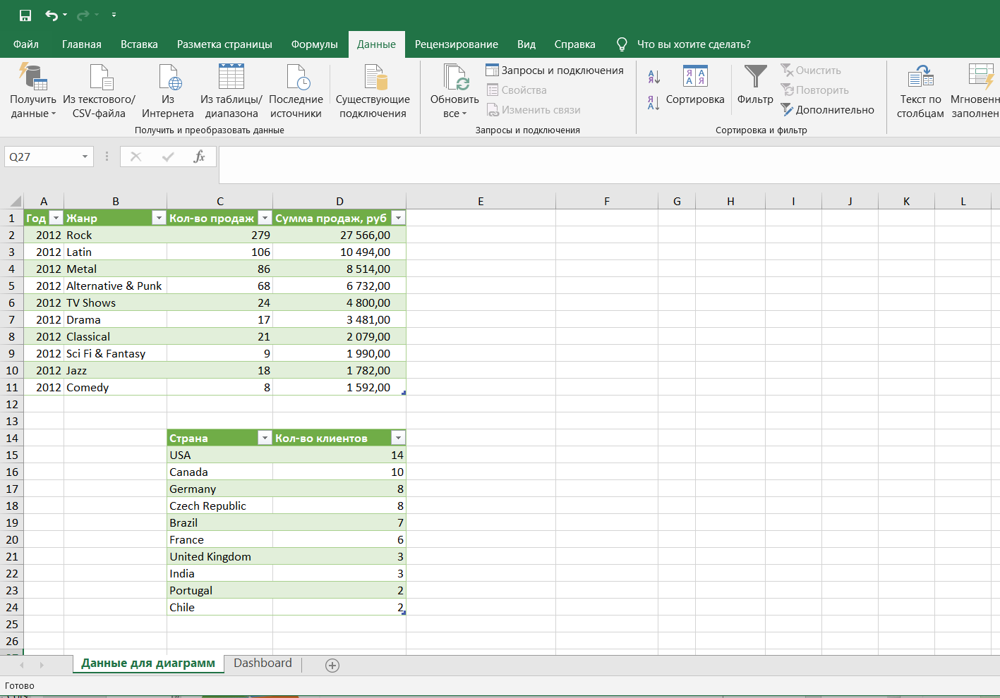 Файл Главная Вставка Разметка страницы Формулы Данные Рецензирование Вид Справка Что вы хотите сделать?
Получить данные
Из текстового/ CSV-файла
Из Интернета
Из таблицы/ диапазона
Последние источники
Существующие подключения
Получить и преобразовать данные
Обновить все
Запросы и подключения
Свойства
Изменить связи
Запросы и подключения
Сортировка
Фильтр
Очистить
Повторить
Дополнительно
Сортировка и фильтр
Текст по столбцам
Q27 fx
A B C D E F G H I J K L
1 Год Жанр Кол-во продаж Сумма продаж, руб
2 2012 Rock 279 27 566,00
3 2012 Latin 106 10 494,00
4 2012 Metal 86 8 514,00
5 2012 Alternative & Punk 68 6 732,00
6 2012 TV Shows 24 4 800,00
7 2012 Drama 17 3 481,00
8 2012 Classical 21 2 079,00
9 2012 Sci Fi & Fantasy 9 1 990,00
10 2012 Jazz 18 1 782,00
11 2012 Comedy 8 1 592,00
12
13
14 Страна Кол-во клиентов
15 USA 14
16 Canada 10
17 Germany 8
18 Czech Republic 8
19 Brazil 7
20 France 6
21 United Kingdom 3
22 India 3
23 Portugal 2
24 Chile 2
25
26
Данные для диаграмм Dashboard
Готово